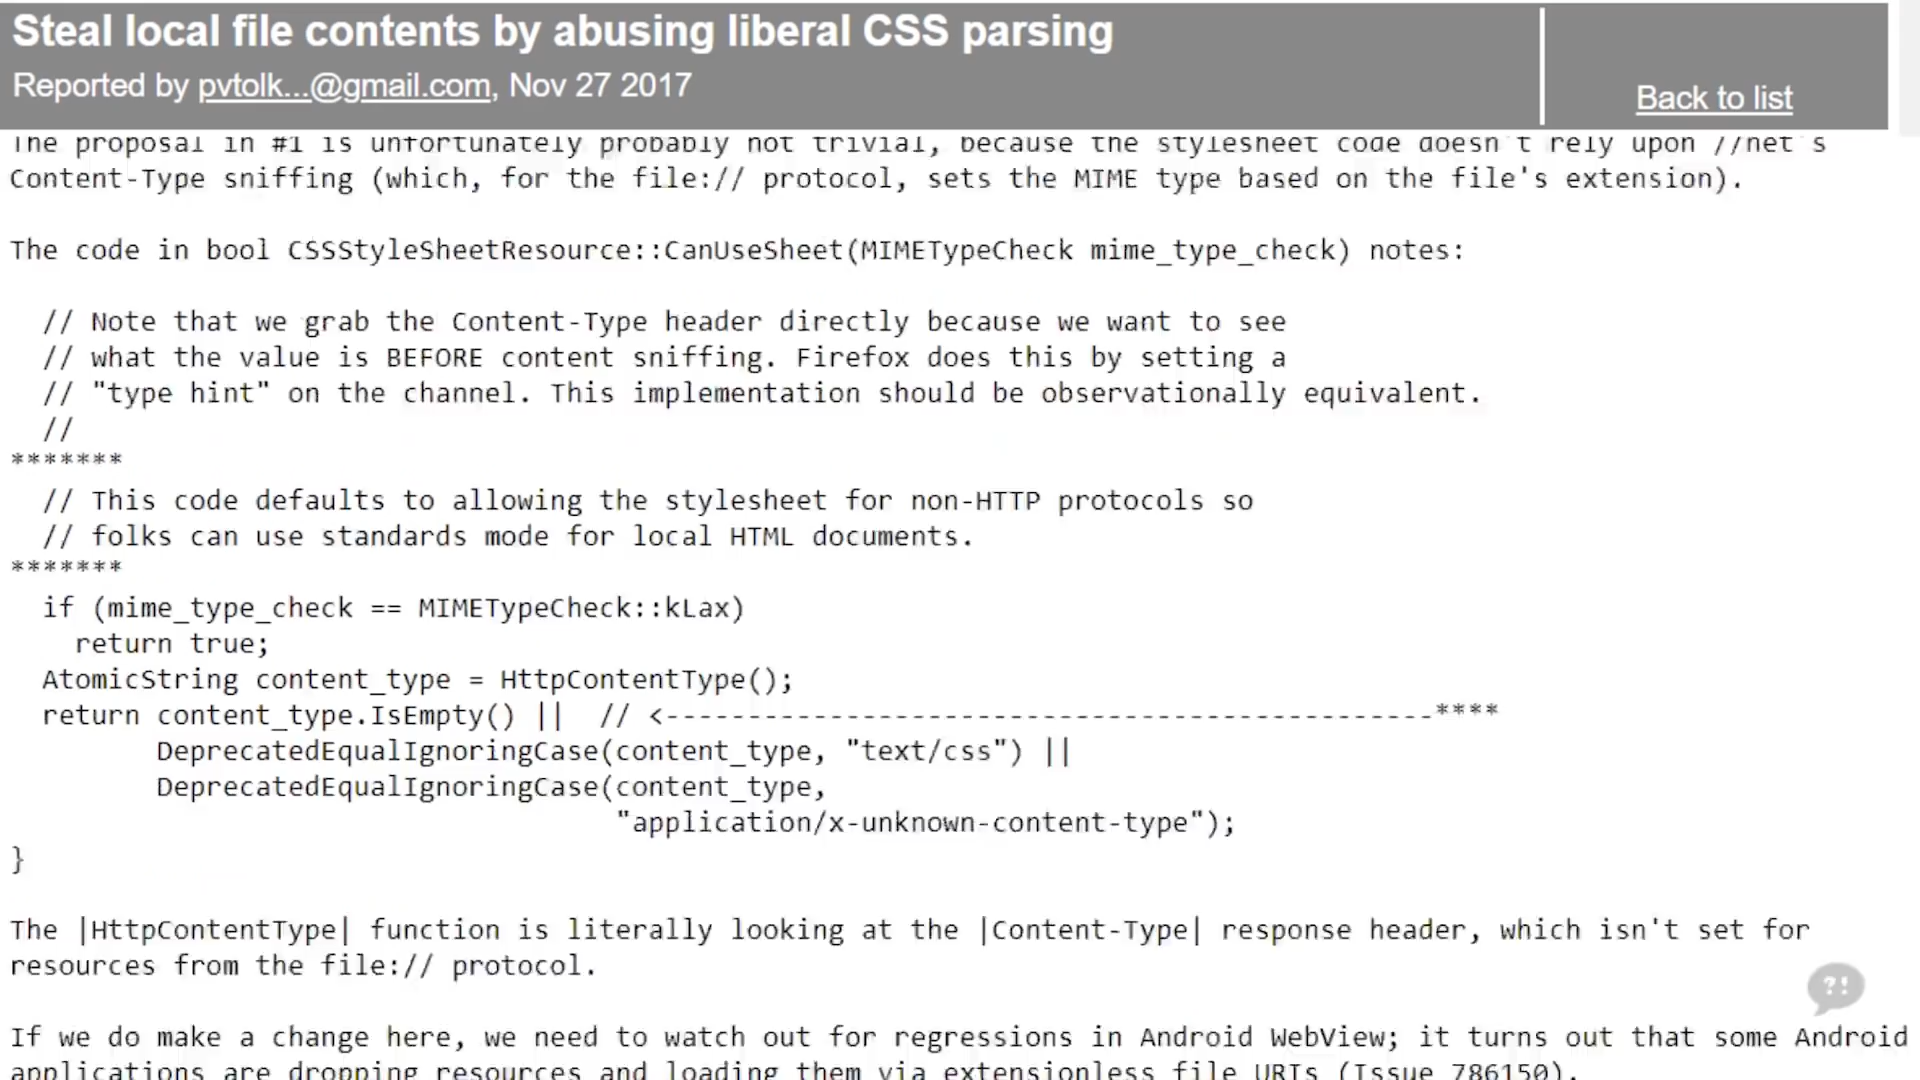 Steal local file contents by abusing liberal CSS parsing
Reported by pvtolk...@gmail.com, Nov 27 2017
Back to list
The proposal in #1 is unfortunately probably not trivial, because the stylesheet code doesn't rely upon //net's
Content-Type sniffing (which, for the file:// protocol, sets the MIME type based on the file's extension).
The code in bool CSSStyleSheetResource::CanUseSheet(MIMETypeCheck mime_type_check) notes:
// Note that we grab the Content-Type header directly because we want to see
// what the value is BEFORE content sniffing. Firefox does this by setting a
// "type hint" on the channel. This implementation should be observationally equivalent.
//
*******
// This code defaults to allowing the stylesheet for non-HTTP protocols so
// folks can use standards mode for local HTML documents.
*******
if (mime_type_check == MIMETypeCheck::kLax)
return true;
AtomicString content_type = HttpContentType();
return content_type.IsEmpty() || // <-----------------------------------------------****
DeprecatedEqualIgnoringCase(content_type, "text/css") ||
DeprecatedEqualIgnoringCase(content_type,
"application/x-unknown-content-type");
}
The |HttpContentType| function is literally looking at the |Content-Type| response header, which isn't set for
resources from the file:// protocol.
?!
If we do make a change here, we need to watch out for regressions in Android WebView; it turns out that some Android
applications are dropping resources and loading them via extensionless file URIs (Issue 786150).